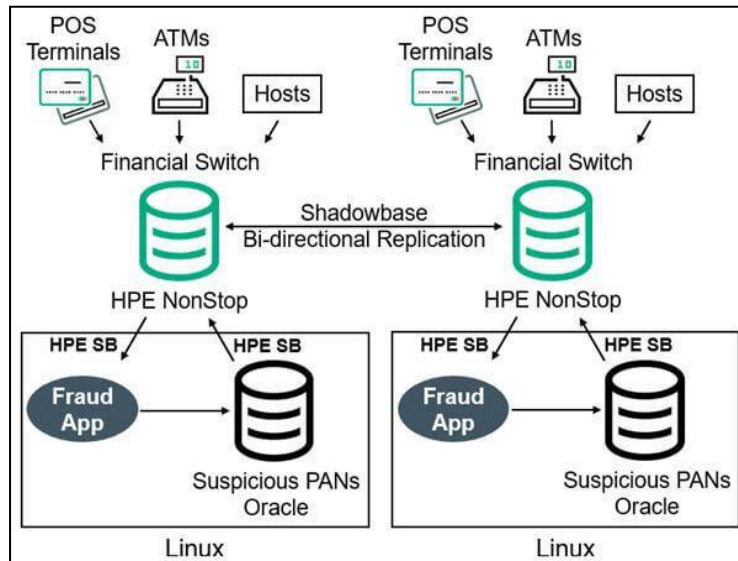 POS
Terminals
ATMs
10
Hosts
Financial Switch
HPE NonStop
POS
Terminals
ATMs
10
Hosts
Financial Switch
HPE NonStop
Shadowbase
Bi-directional Replication
HPE SB
HPE SB
Fraud
App
Suspicious PANs
Oracle
Linux
HPE SB
HPE SB
Fraud
App
Suspicious PANs
Oracle
Linux